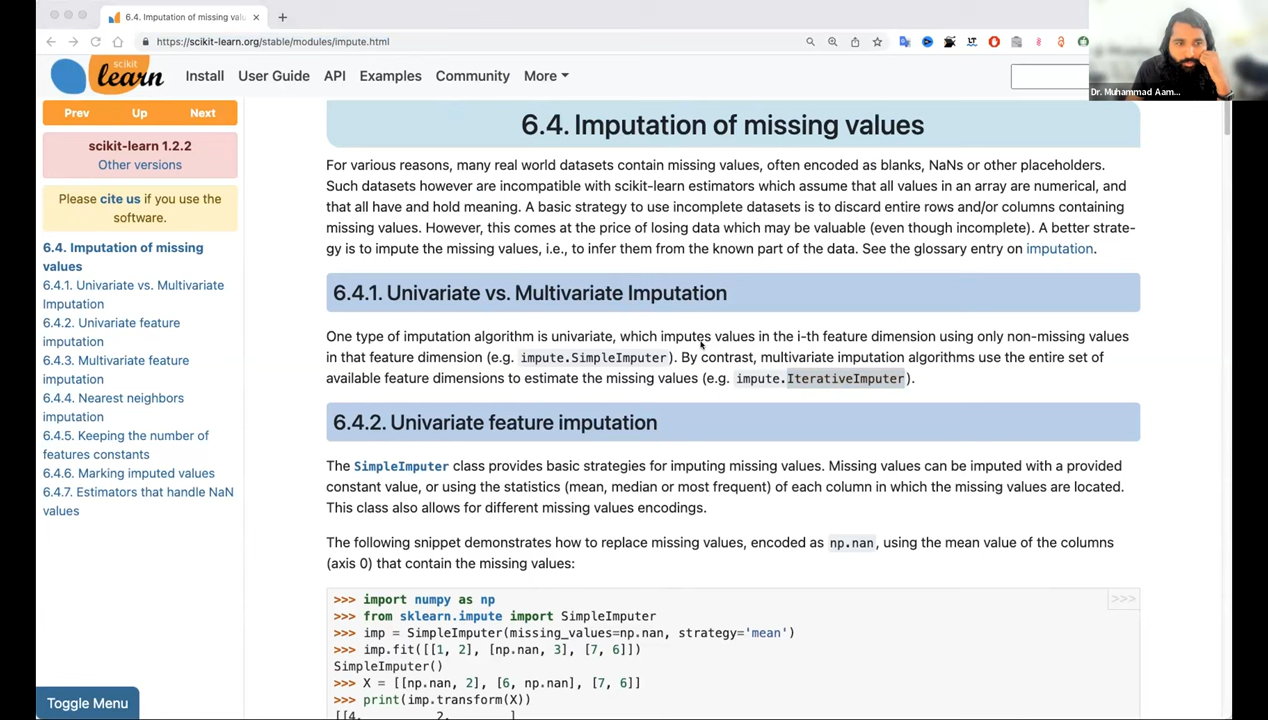 6.4. Imputation of missing valu
https://scikit-learn.org/stable/modules/impute.html
Dr. Muhammad Aam...
scikit
learn
Install User Guide API Examples Community More
Prev Up Next
scikit-learn 1.2.2
Other versions
Please cite us if you use the
software.
6.4. Imputation of missing
values
6.4.1. Univariate vs. Multivariate
Imputation
6.4.2. Univariate feature
imputation
6.4.3. Multivariate feature
imputation
6.4.4. Nearest neighbors
imputation
6.4.5. Keeping the number of
features constants
6.4.6. Marking imputed values
6.4.7. Estimators that handle NaN
values
Toggle Menu
6.4. Imputation of missing values
For various reasons, many real world datasets contain missing values, often encoded as blanks, NaNs or other placeholders.
Such datasets however are incompatible with scikit-learn estimators which assume that all values in an array are numerical, and
that all have and hold meaning. A basic strategy to use incomplete datasets is to discard entire rows and/or columns containing
missing values. However, this comes at the price of losing data which may be valuable (even though incomplete). A better strate-
gy is to impute the missing values, i.e., to infer them from the known part of the data. See the glossary entry on imputation.
6.4.1. Univariate vs. Multivariate Imputation
One type of imputation algorithm is univariate, which imputes values in the i-th feature dimension using only non-missing values
in that feature dimension (e.g. impute.SimpleImputer). By contrast, multivariate imputation algorithms use the entire set of
available feature dimensions to estimate the missing values (e.g. impute.IterativeImputer).
6.4.2. Univariate feature imputation
The SimpleImputer class provides basic strategies for imputing missing values. Missing values can be imputed with a provided
constant value, or using the statistics (mean, median or most frequent) of each column in which the missing values are located.
This class also allows for different missing values encodings.
The following snippet demonstrates how to replace missing values, encoded as np.nan, using the mean value of the columns
(axis 0) that contain the missing values:
>>>
>>> import numpy as np
>>> from sklearn.impute import SimpleImputer
>>> imp = SimpleImputer(missing_values=np.nan, strategy='mean')
>>> imp.fit([[1, 2], [np.nan, 3], [7, 6]])
SimpleImputer()
>>> X = [[np.nan, 2], [6, np.nan], [7, 6]]
>>> print(imp.transform(X))
[[4. 2. ]